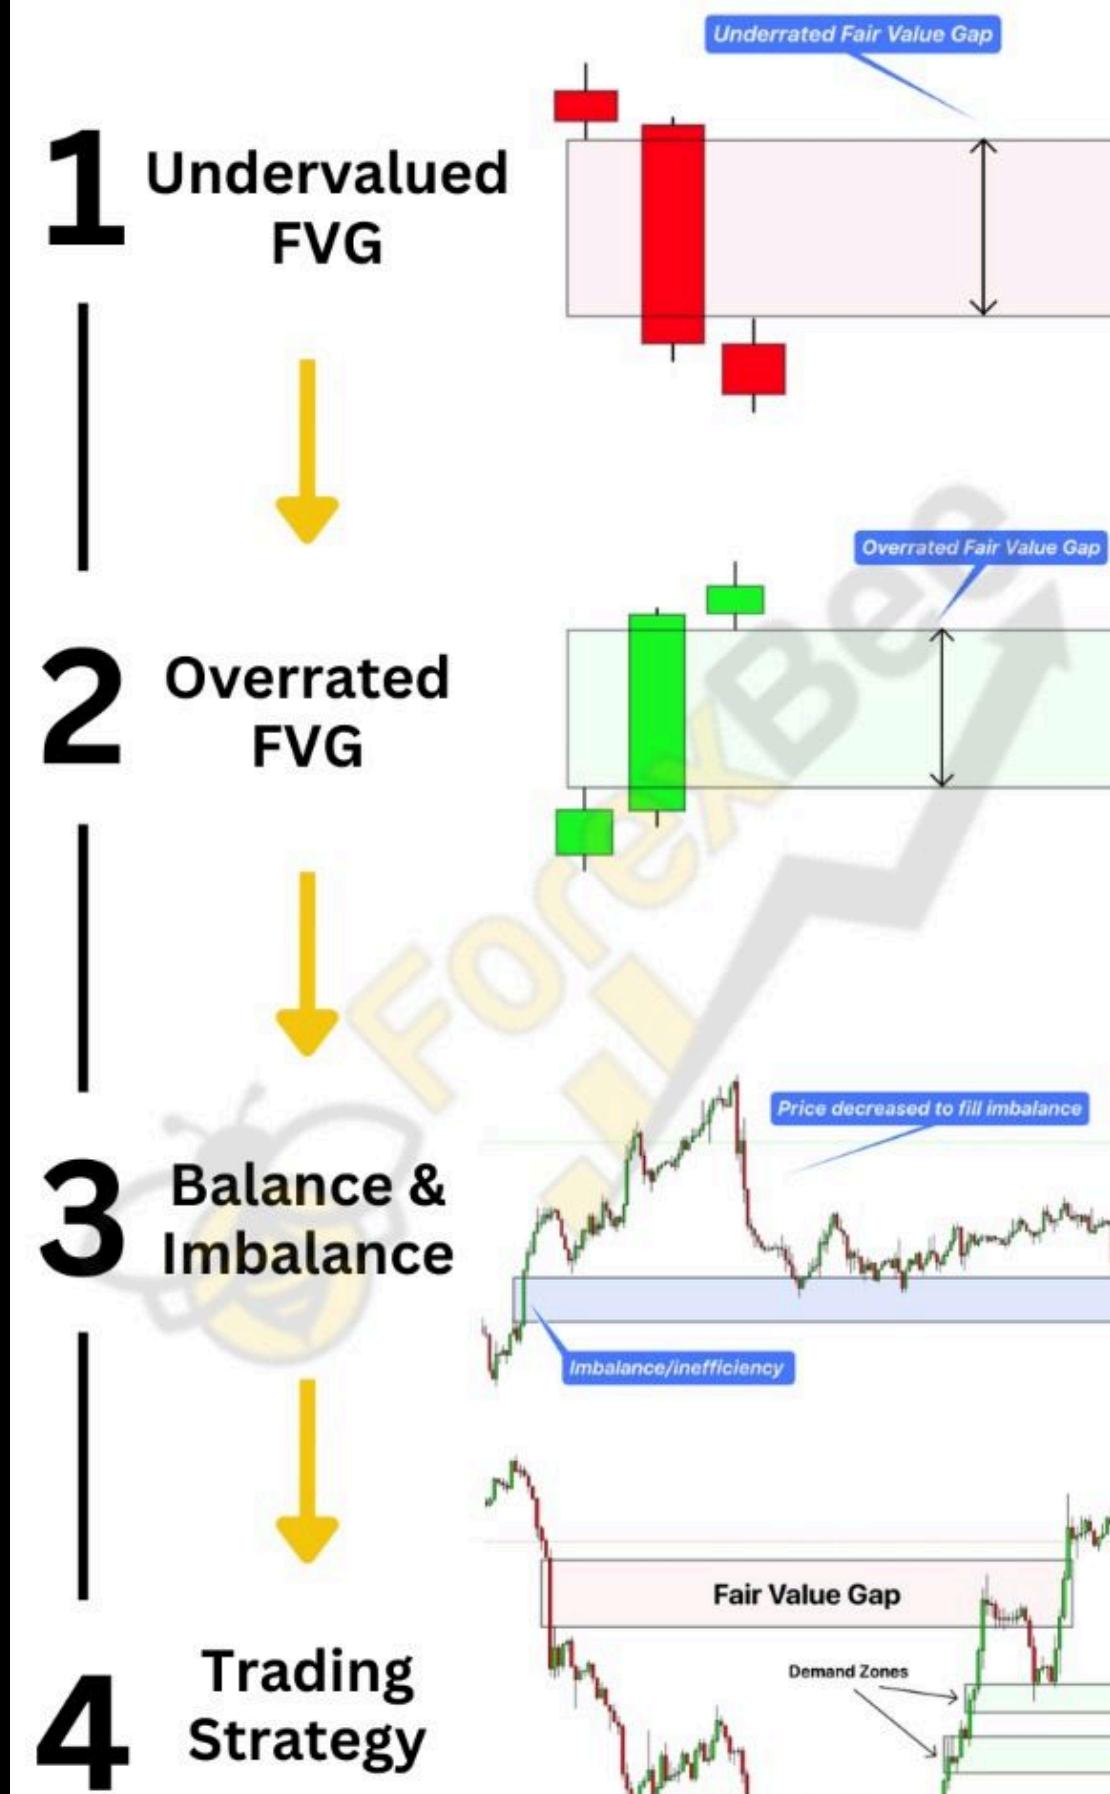 Underrated Fair Value Gap
1
Undervalued
FVG
Overrated Fair Value Gap
2
Overrated
FVG
ForexBee
Price decreased to fill imbalance
3
Balance &
Imbalance
Imbalance/inefficiency
Fair Value Gap
Demand Zones
4
Trading
Strategy